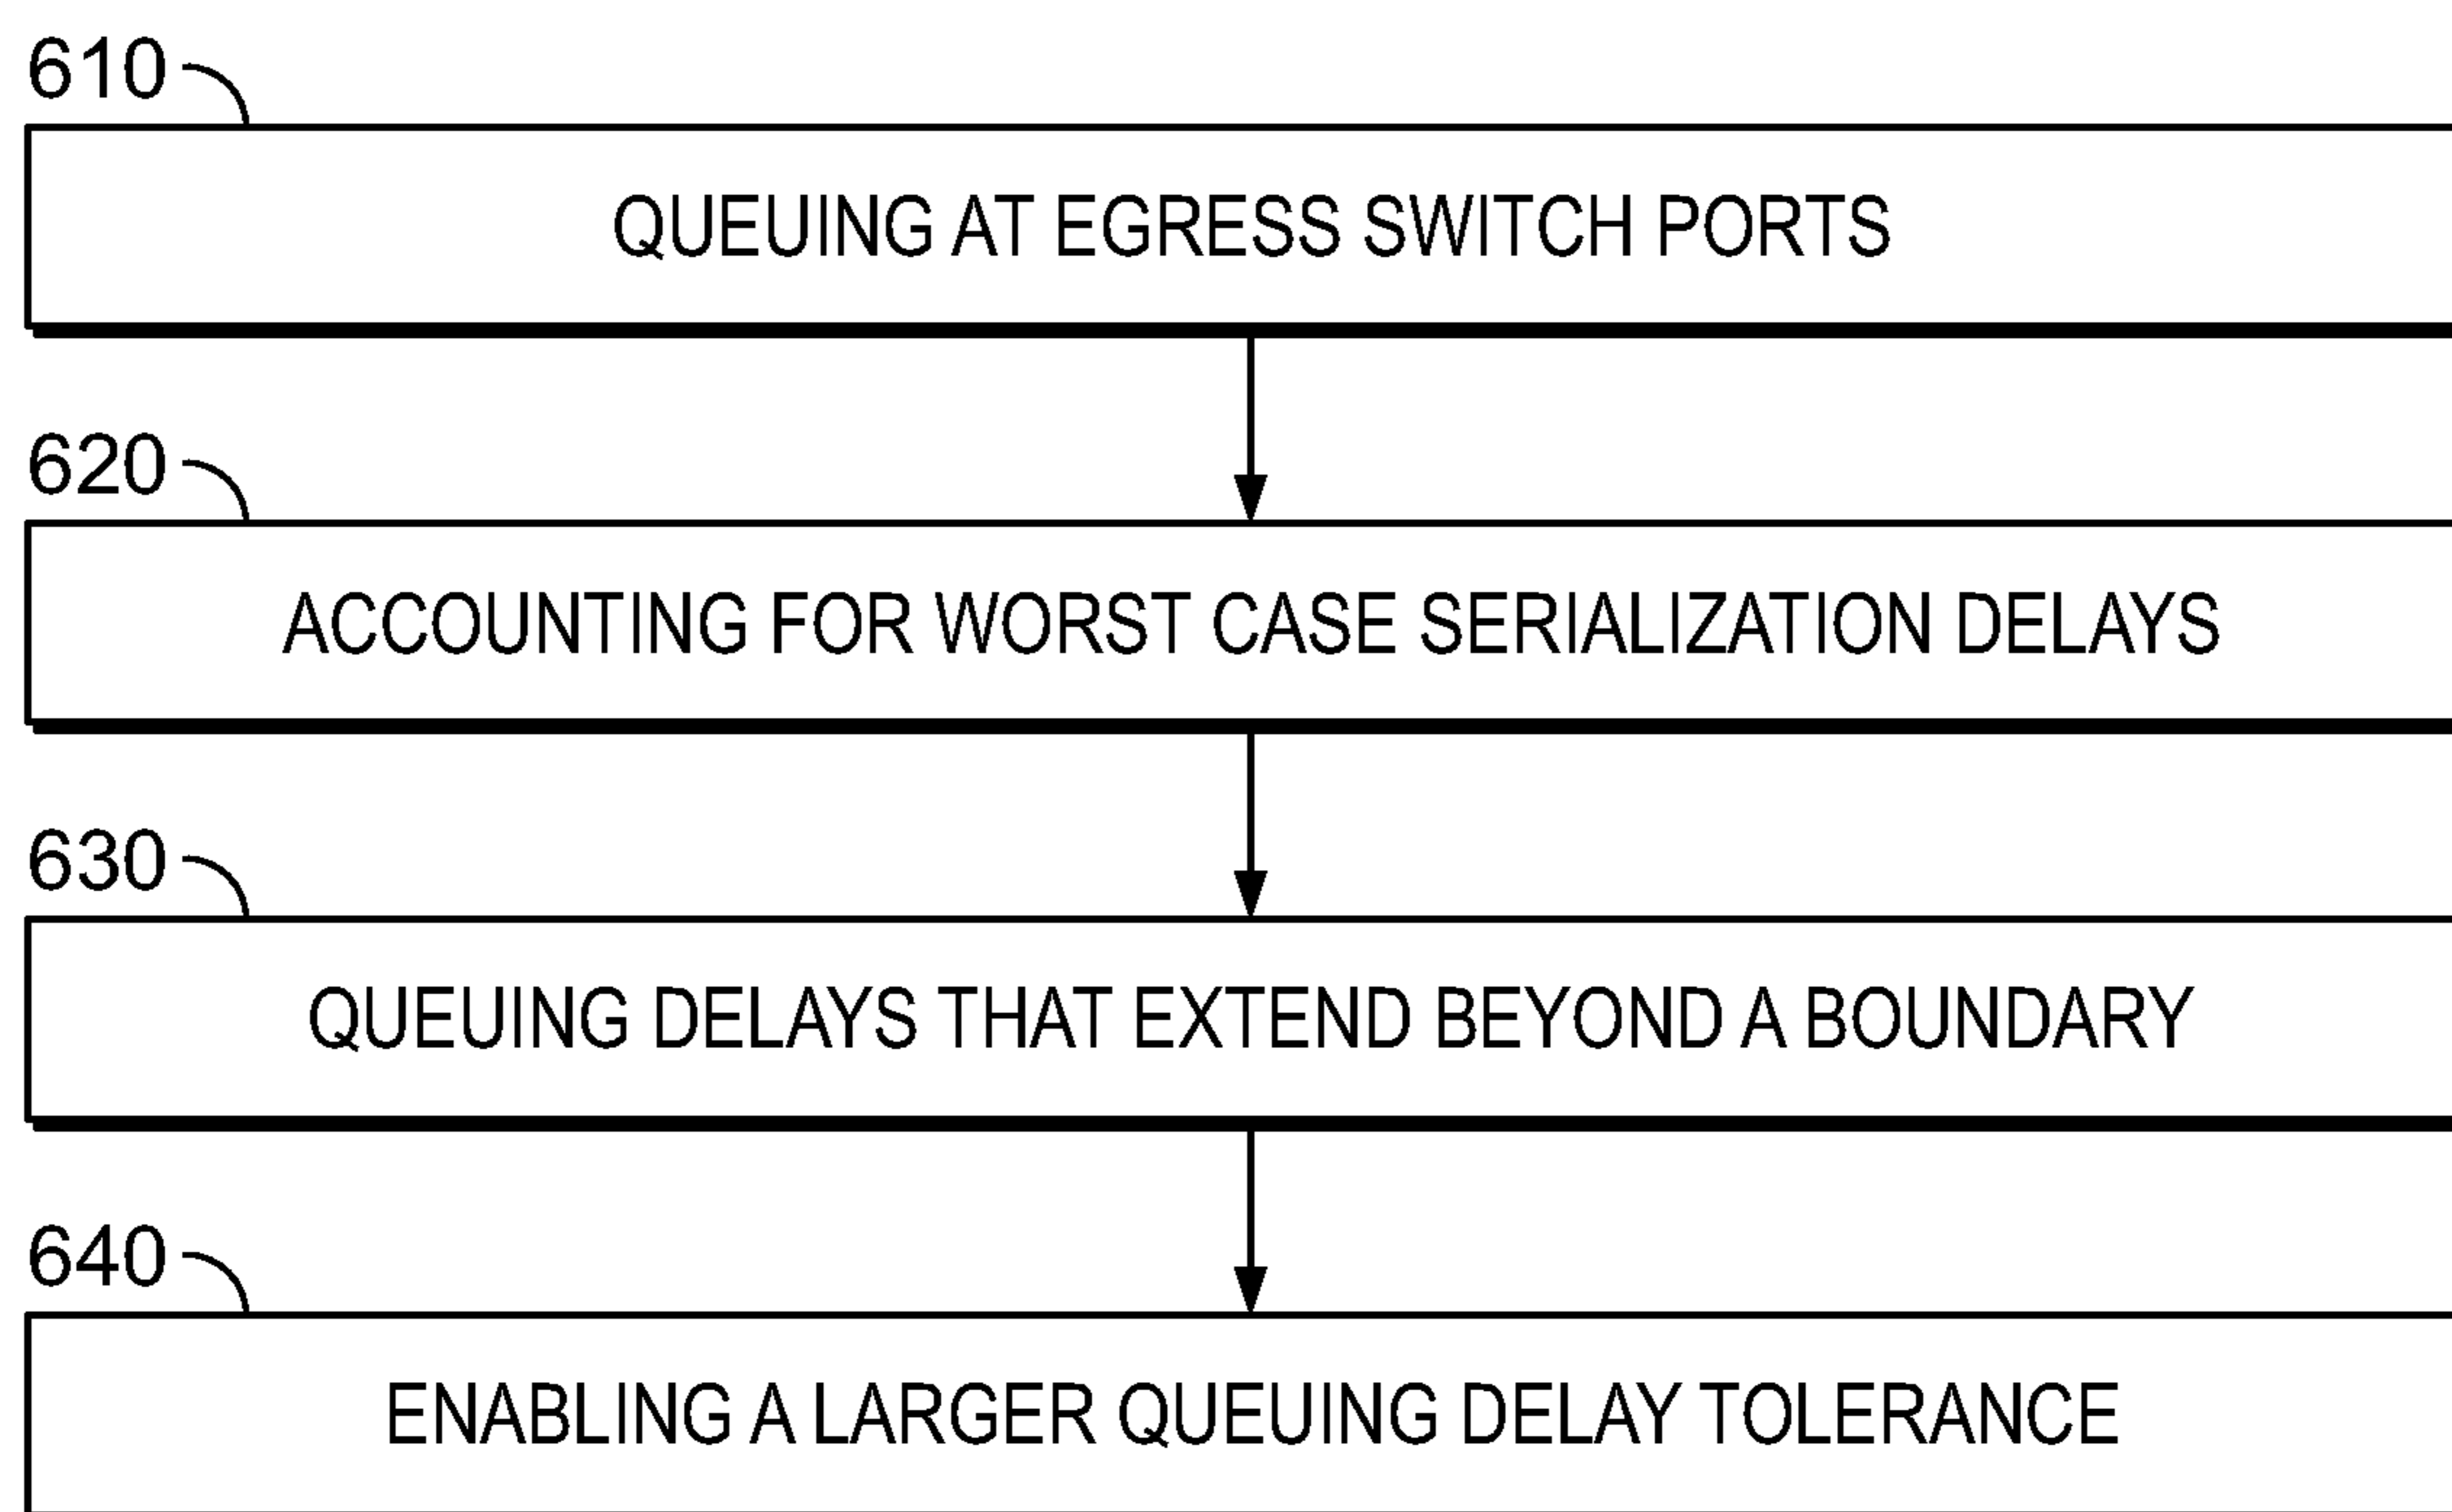 610
QUEUING AT EGRESS SWITCH PORTS
620
ACCOUNTING FOR WORST CASE SERIALIZATION DELAYS
630
QUEUING DELAYS THAT EXTEND BEYOND A BOUNDARY
640
ENABLING A LARGER QUEUING DELAY TOLERANCE